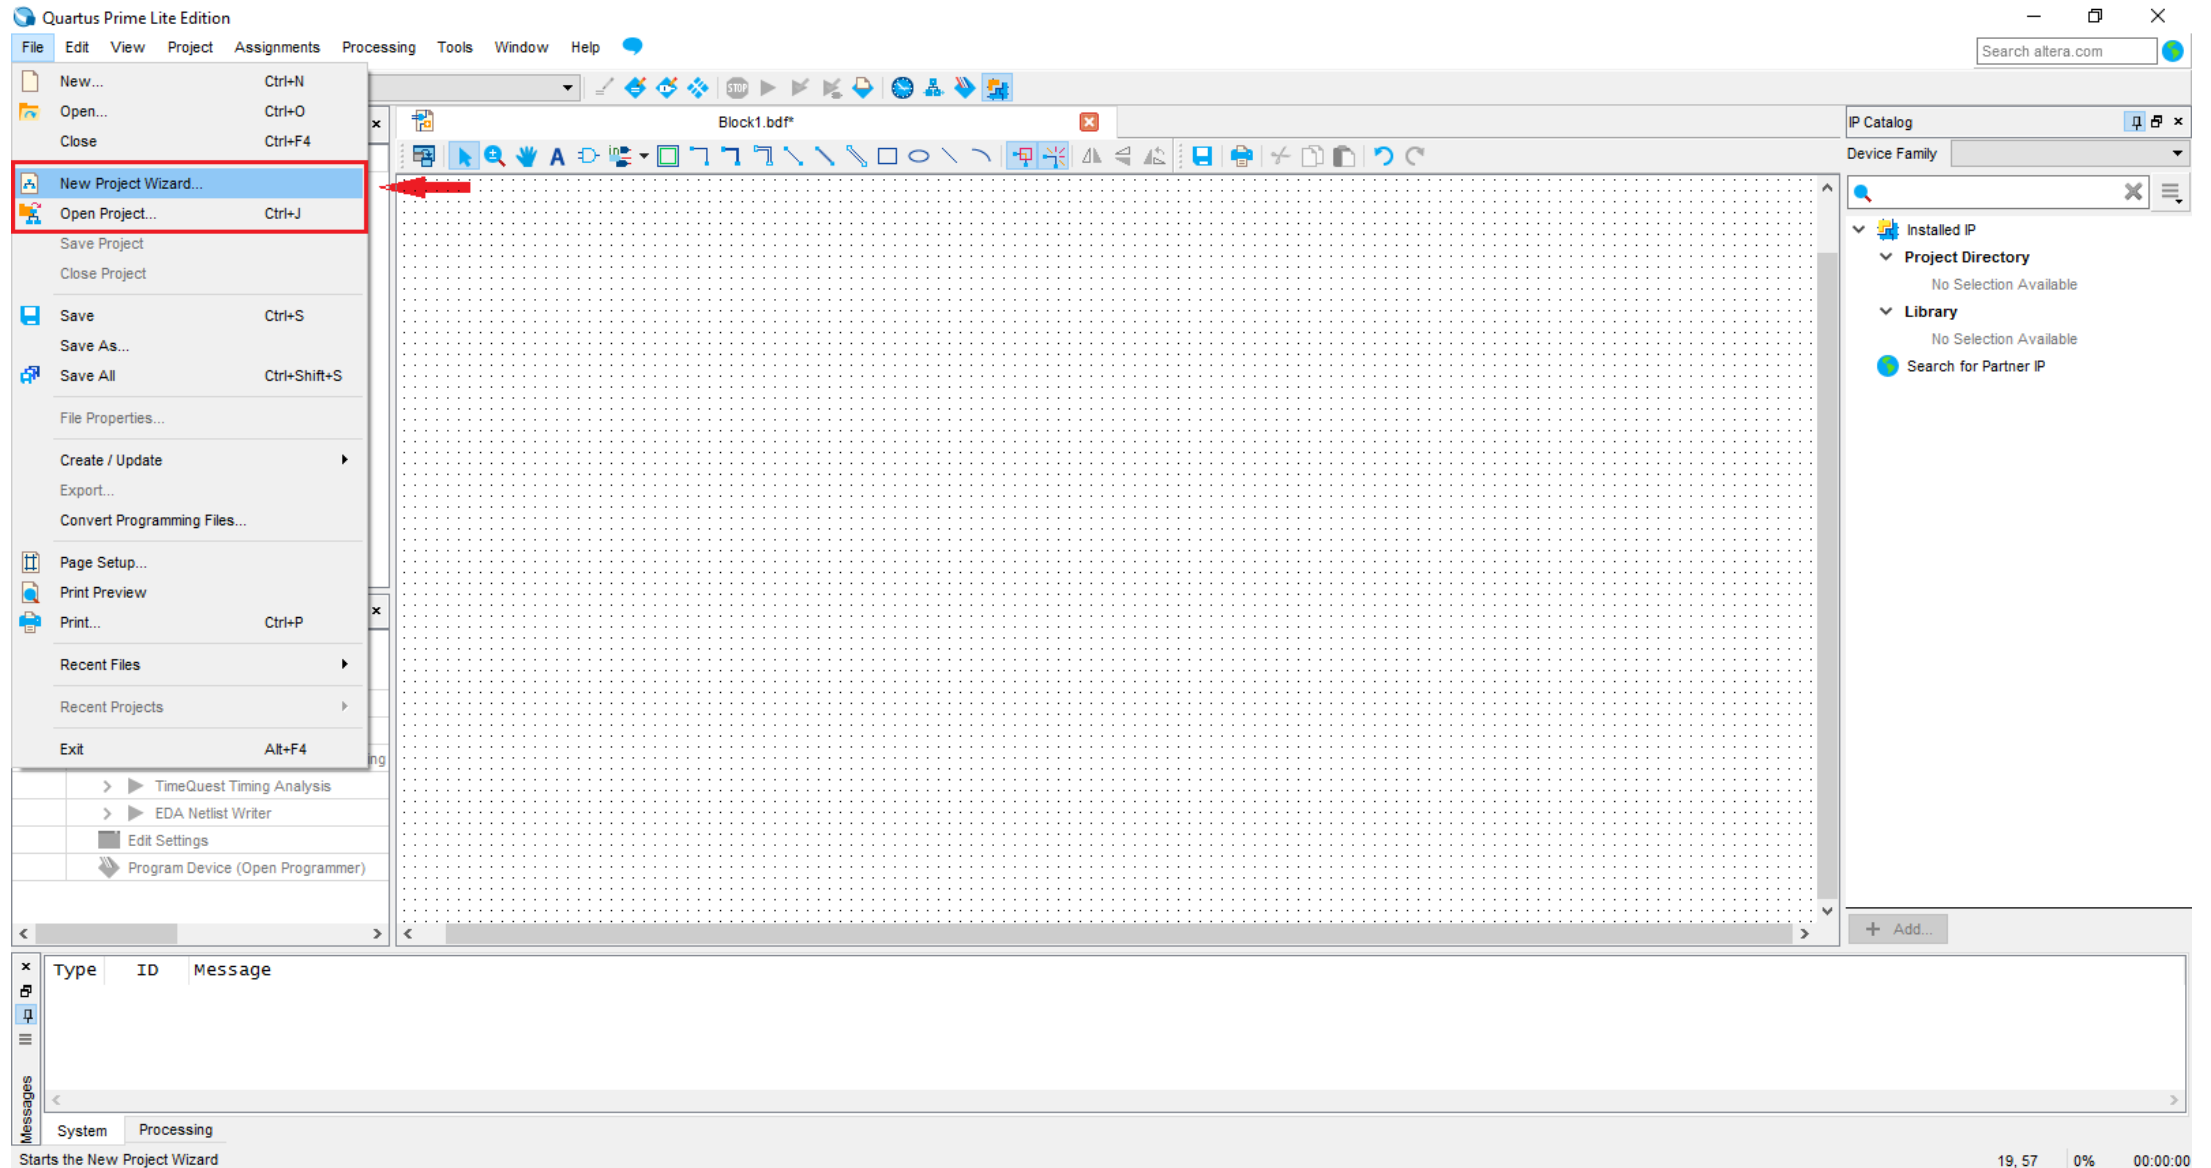 Quartus Prime Lite Edition
File Edit View Project Assignments Processing Tools Window Help
Search altera.com
New... Ctrl+N
Open... Ctrl+O
Close Ctrl+F4
New Project Wizard...
Open Project... Ctrl+J
Save Project
Close Project
Save Ctrl+S
Save As...
Save All Ctrl+Shift+S
File Properties...
Create / Update
Export...
Convert Programming Files...
Page Setup...
Print Preview
Print... Ctrl+P
Recent Files
Recent Projects
Exit Alt+F4
ng
TimeQuest Timing Analysis
EDA Netlist Writer
Edit Settings
Program Device (Open Programmer)
STOP
Block1.bdf*
A
IP Catalog
Device Family
Installed IP
Project Directory
No Selection Available
Library
No Selection Available
Search for Partner IP
+ Add...
Type ID Message
Messages
System Processing
Starts the New Project Wizard
19, 57 0% 00:00:00